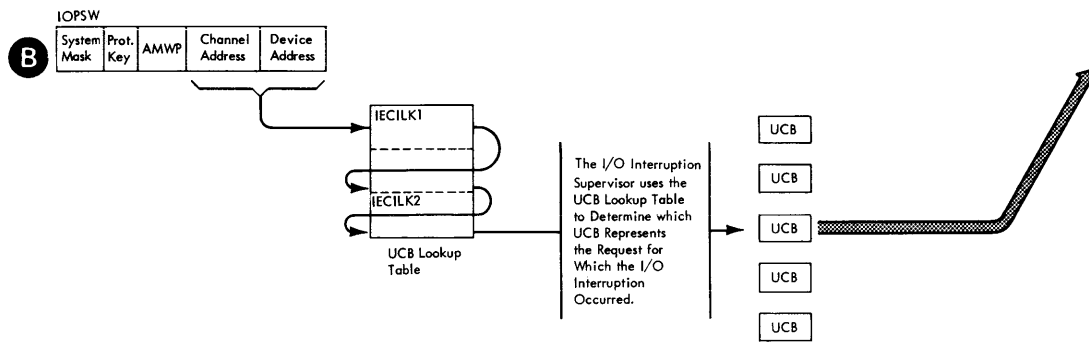 IOPSW
B
System Mask
Prot. Key
AMWP
Channel Address
Device Address
IECILK1
IECILK2
UCB Lookup
Table
The I/O Interruption
Supervisor uses the
UCB Lookup Table
to Determine which
UCB Represents
the Request for
Which the I/O
Interruption
Occurred.
UCB
UCB
UCB
UCB
UCB